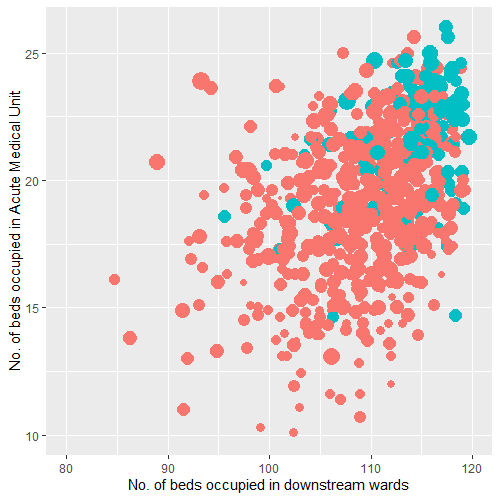 No. of beds occupied in Acute Medical Unit
25
20
15
10
80 90 100 110 120
No. of beds occupied in downstream wards